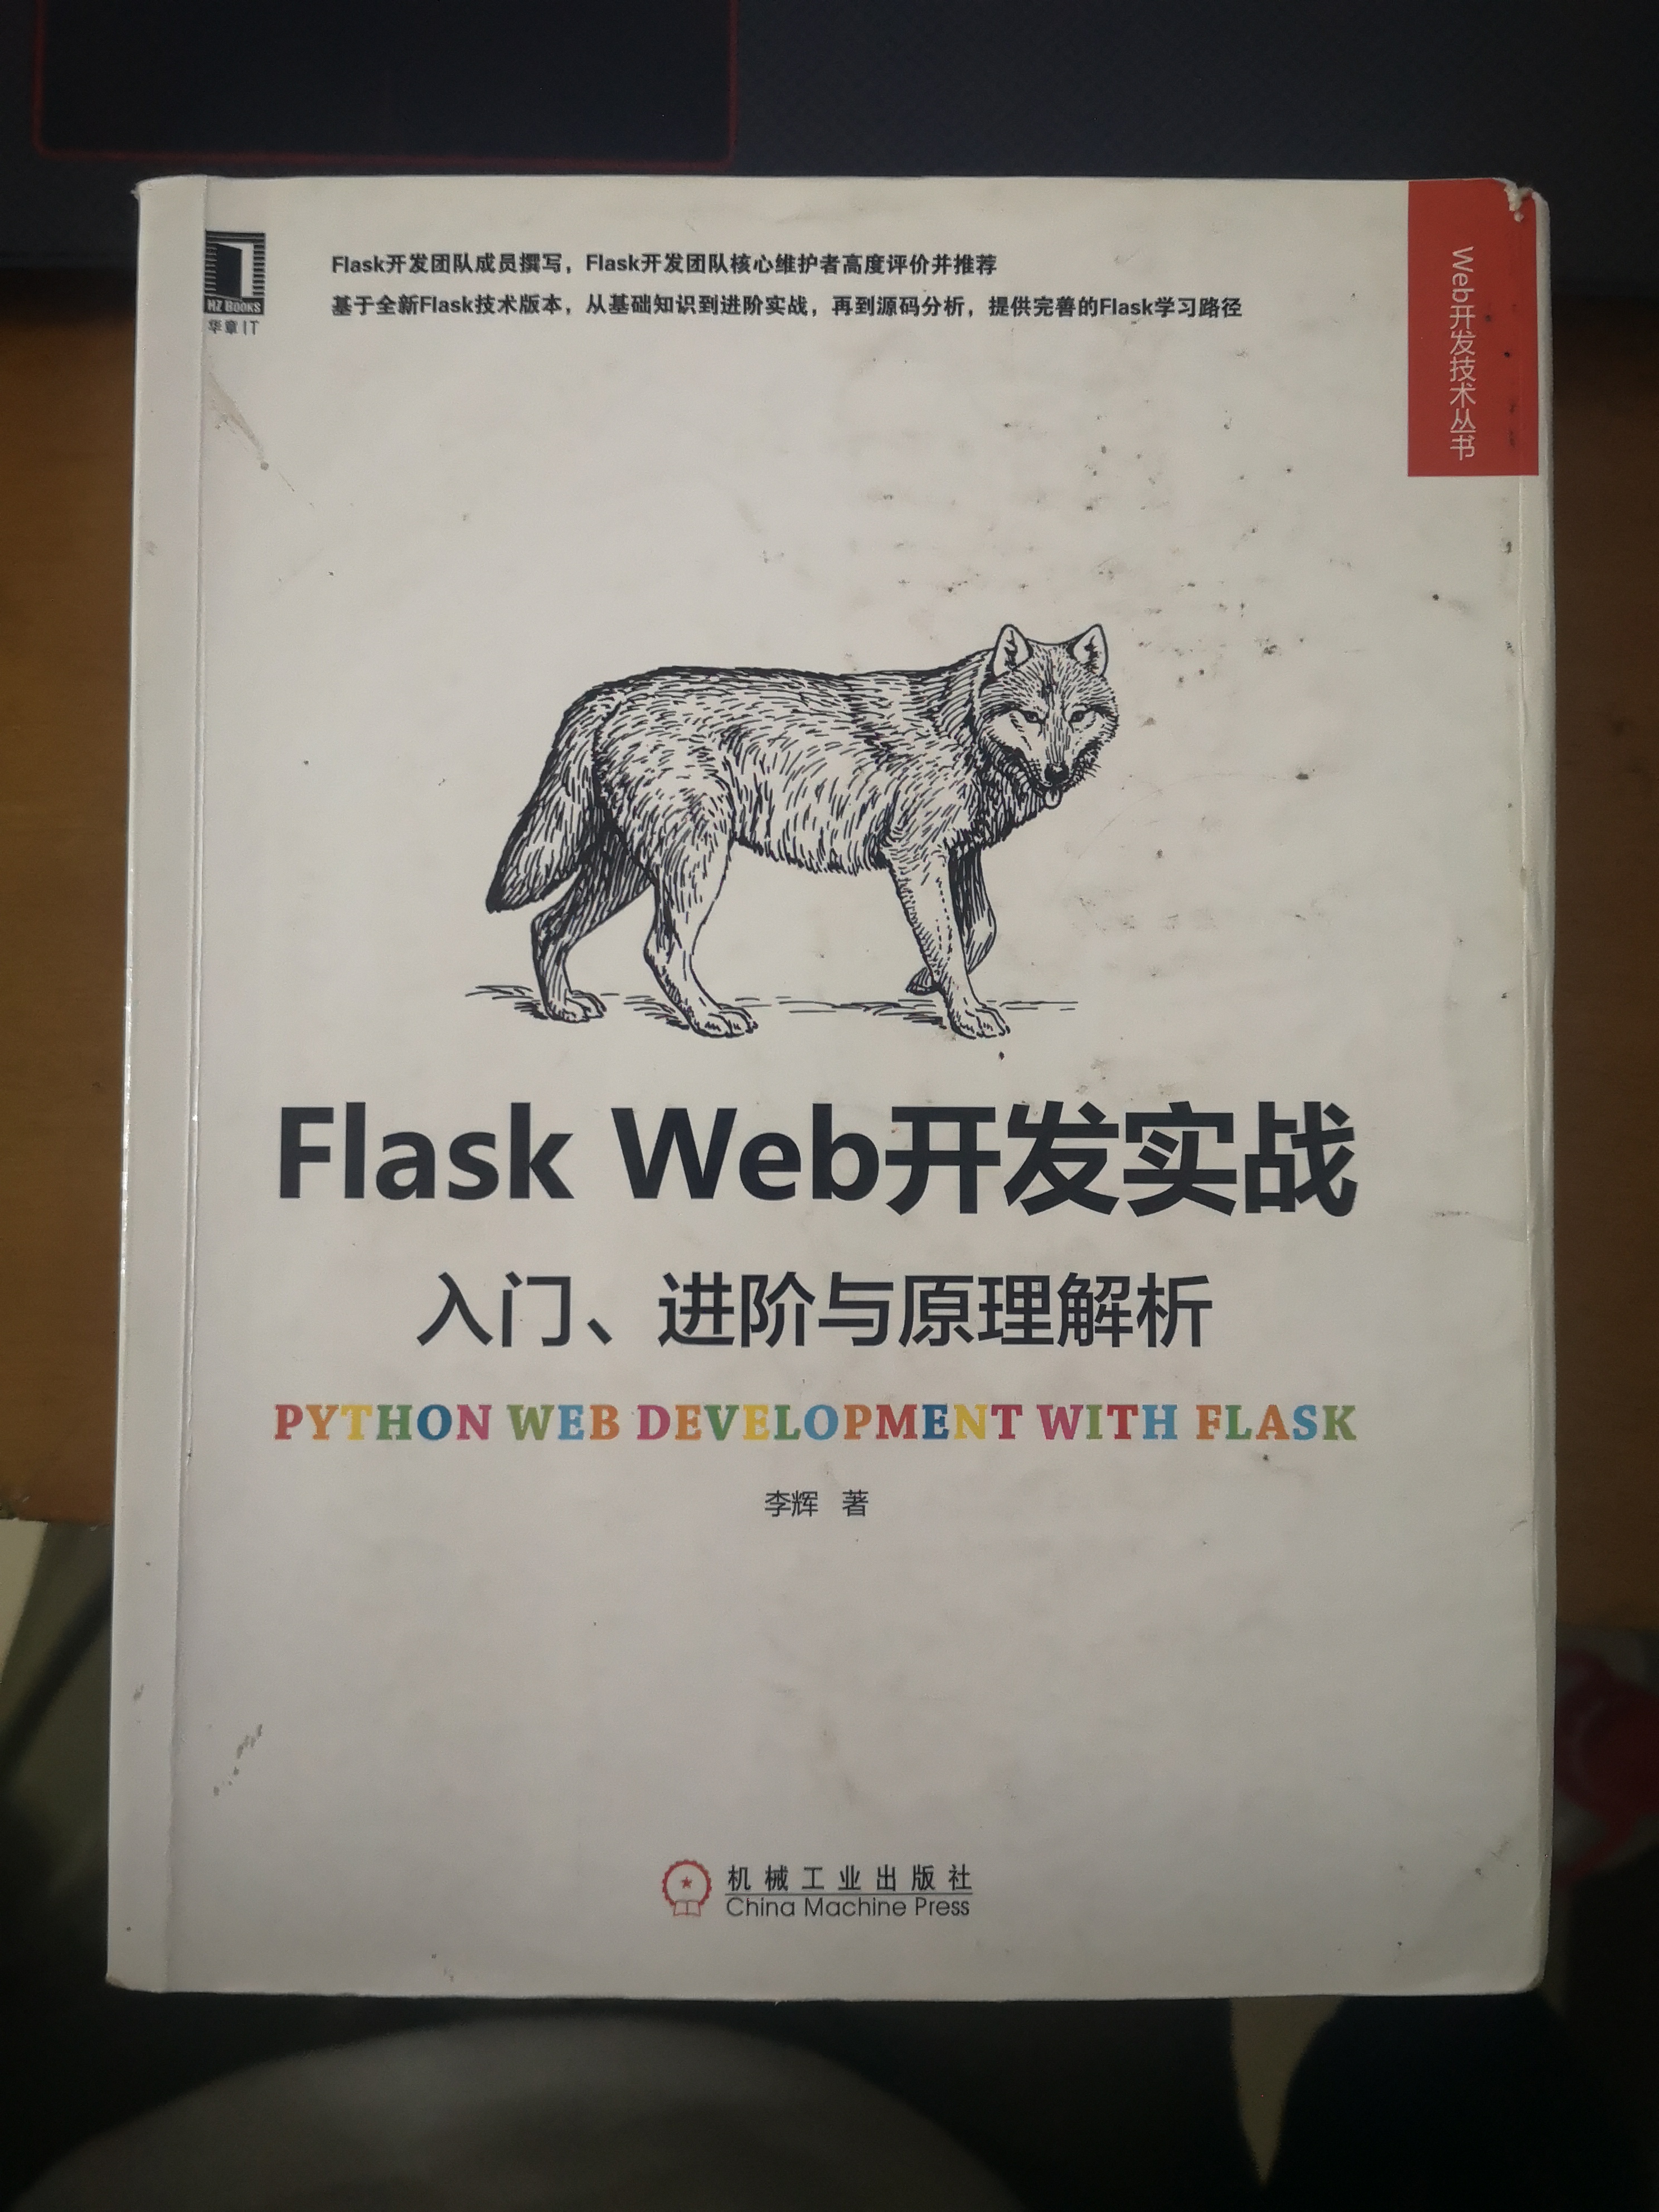 HZ BOOKS
华章IT
Flask开发团队成员撰写，Flask开发团队核心维护者高度评价并推荐
基于全新Flask技术版本，从基础知识到进阶实战，再到源码分析，提供完善的Flask学习路径
Web开发技术丛书
Flask Web开发实战
入门、进阶与原理解析
PYTHON WEB DEVELOPMENT WITH FLASK
李辉 著
机械工业出版社
China Machine Press